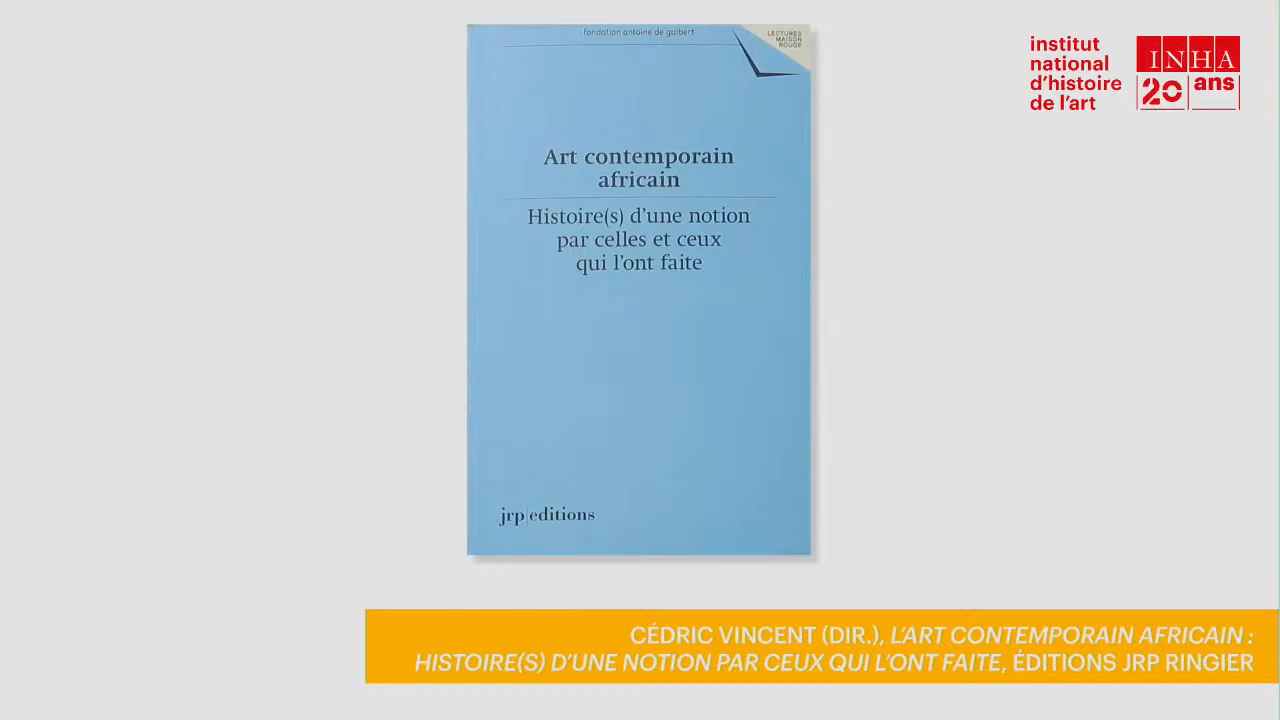 fondation antoine de galbert
LECTURES
MAISON
ROUGE
institut
national
d'histoire
de l'art
INHA
20 ans
Art contemporain
africain
Histoire(s) d'une notion
par celles et ceux
qui l'ont faite
jrp|editions
CÉDRIC VINCENT (DIR.), L'ART CONTEMPORAIN AFRICAIN :
HISTOIRE(S) D'UNE NOTION PAR CEUX QUI L'ONT FAITE, ÉDITIONS JRP RINGIER